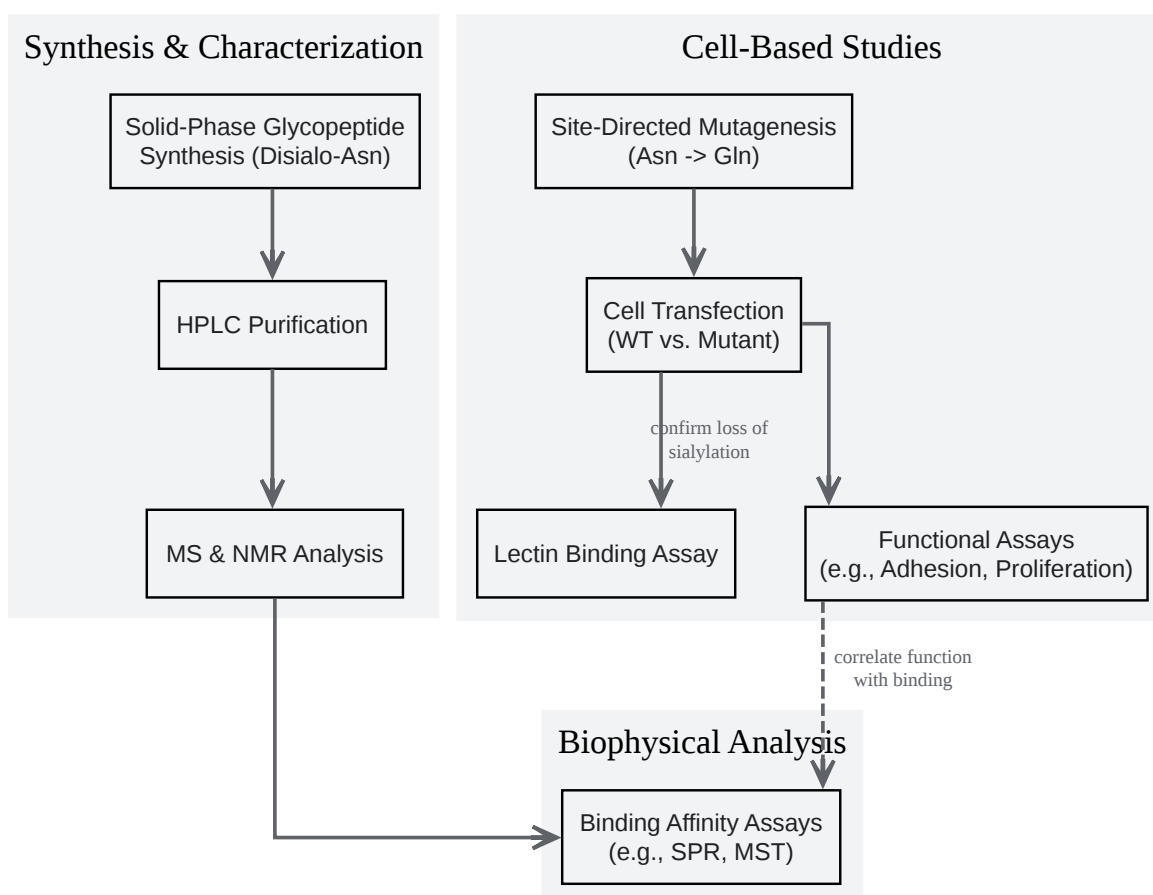 Synthesis & Characterization
Solid-Phase Glycopeptide
Synthesis (Disialo-Asn)
HPLC Purification
MS & NMR Analysis
Cell-Based Studies
Site-Directed Mutagenesis
(Asn -> Gln)
Cell Transfection
(WT vs. Mutant)
confirm loss of
sialylation
Lectin Binding Assay
Functional Assays
(e.g., Adhesion, Proliferation)
correlate function
with binding
Biophysical Analysis
Binding Affinity Assays
(e.g., SPR, MST)